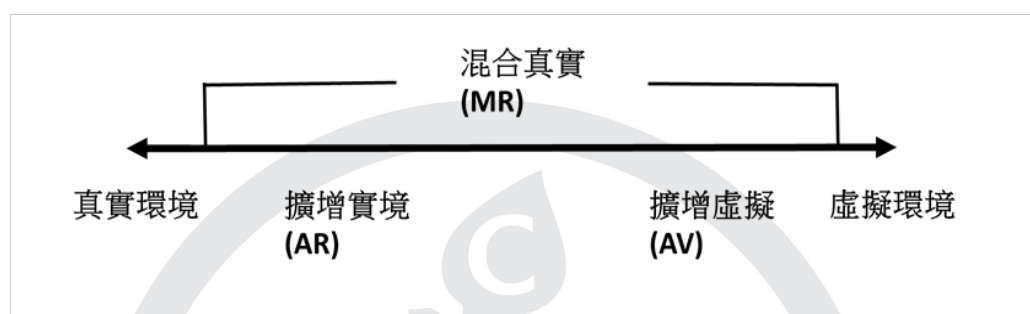 混合真實
(MR)
真實環境
擴增實境
(AR)
擴增虛擬
(AV)
虛擬環境
C